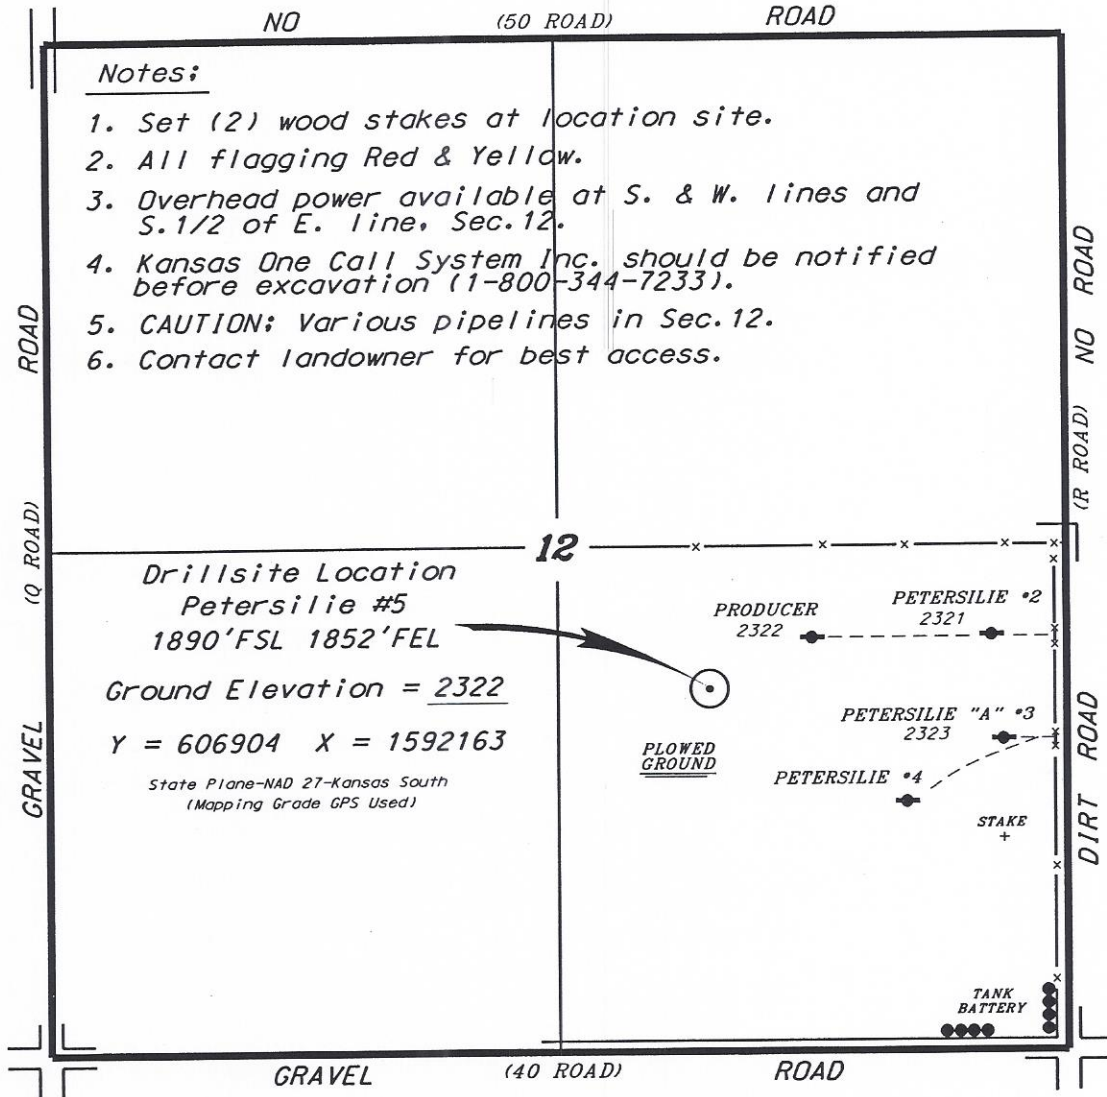 NO (50 ROAD) ROAD
Notes:
1. Set (2) wood stakes at location site.
2. All flagging Red & Yellow.
3. Overhead power available at S. & W. lines and
S.1/2 of E. line, Sec.12.
4. Kansas One Call System Inc. should be notified
before excavation (1-800-344-7233).
5. CAUTION: Various pipelines in Sec.12.
6. Contact landowner for best access.
GRAVEL (Q ROAD) ROAD
DIRT ROAD (R ROAD) NO ROAD
12
Drillsite Location
Petersilie #5
1890'FSL 1852'FEL
Ground Elevation = 2322
Y = 606904 X = 1592163
State Plane-NAD 27-Kansas South
(Mapping Grade GPS Used)
PRODUCER
2322
PETERSILIE #2
2321
PETERSILIE "A" #3
2323
PLOWED
GROUND
PETERSILIE #4
STAKE
TANK
BATTERY
GRAVEL (40 ROAD) ROAD